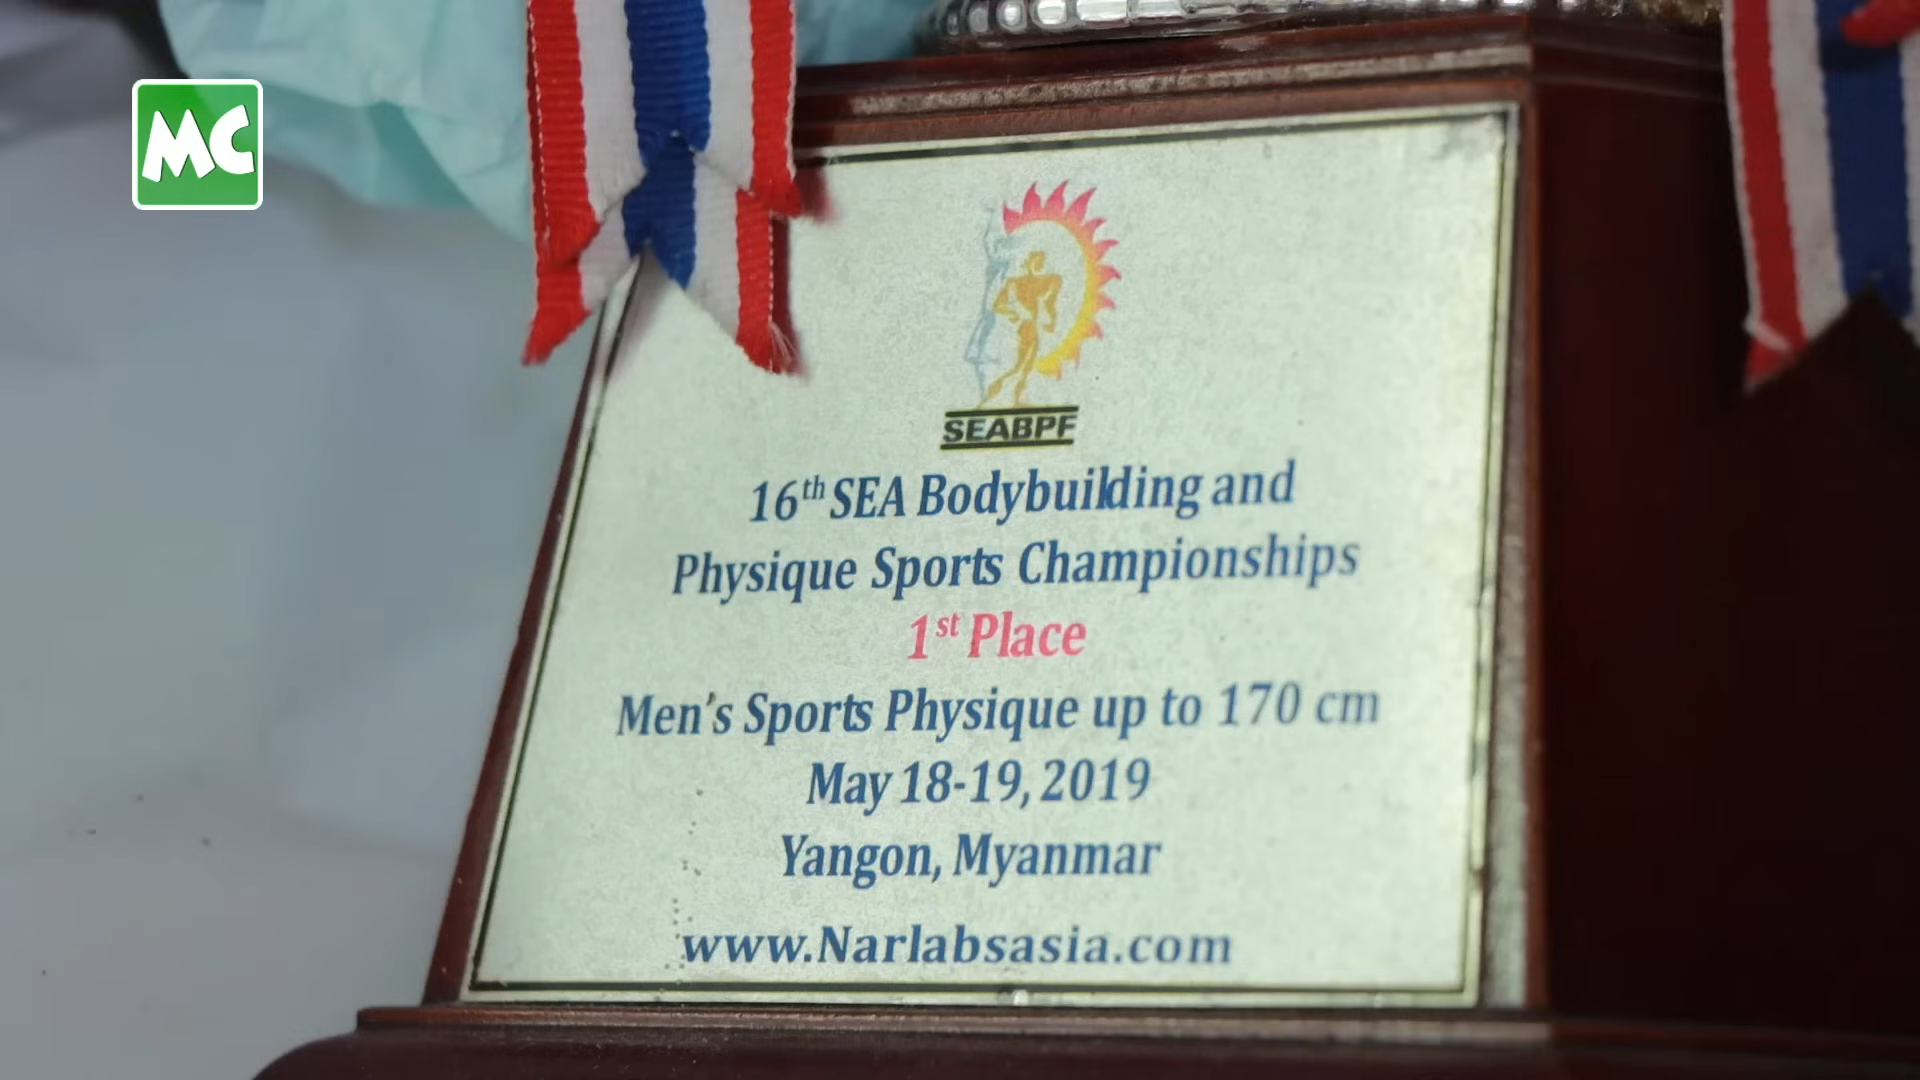 MC
SEABPF
16th SEA Bodybuilding and
Physique Sports Championships
1st Place
Men's Sports Physique up to 170 cm
May 18-19, 2019
Yangon, Myanmar
www.Narlabsasia.com